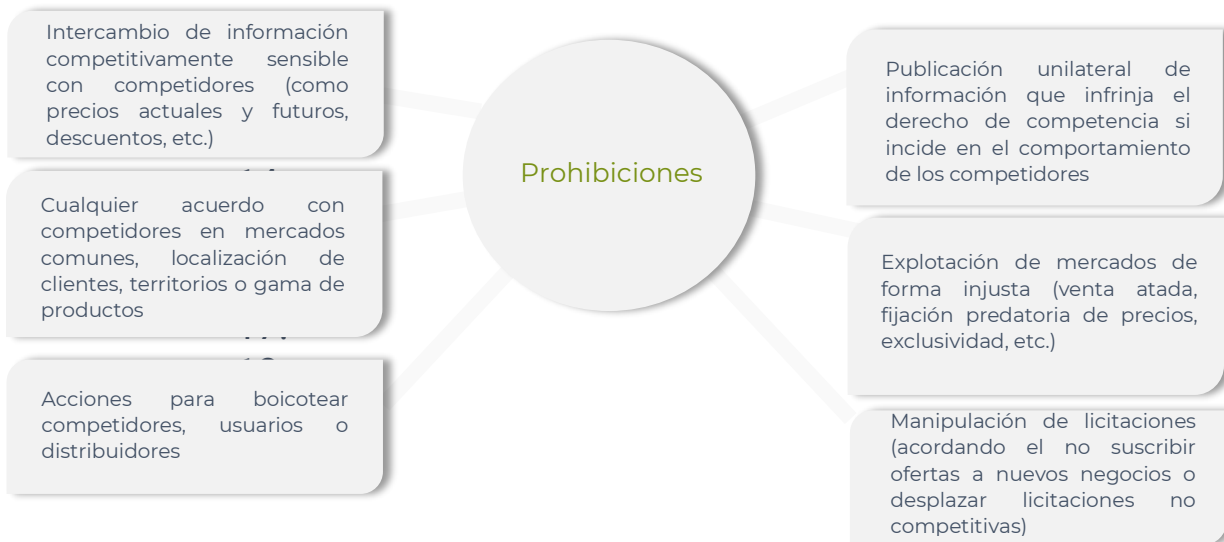 Intercambio de información
competitivamente sensible
con competidores (como
precios actuales y futuros,
descuentos, etc.)
Cualquier acuerdo con
competidores en mercados
comunes, localización de
clientes, territorios o gama de
productos
Acciones para boicotear
competidores, usuarios o
distribuidores
Prohibiciones
Publicación unilateral de
información que infrinja el
derecho de competencia si
incide en el comportamiento
de los competidores
Explotación de mercados de
forma injusta (venta atada,
fijación predatoria de precios,
exclusividad, etc.)
Manipulación de licitaciones
(acordando el no suscribir
ofertas a nuevos negocios o
desplazar licitaciones no
competitivas)